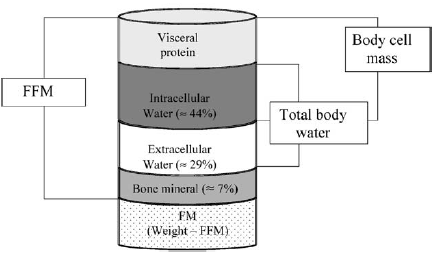 Visceral
protein
Body cell
mass
FFM
Intracellular
Water (≈ 44%)
Total body
water
Extracellular
Water (≈ 29%)
Bone mineral (≈ 7%)
FM
(Weight – FFM)